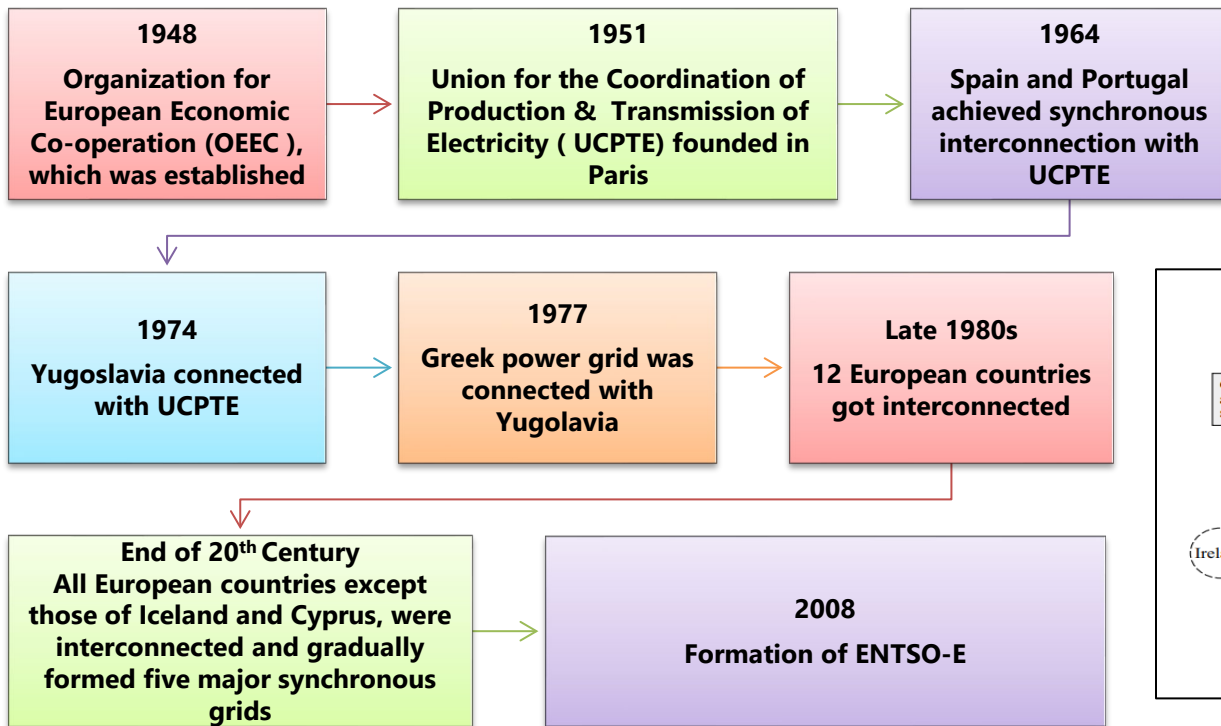 1948
Organization for
European Economic
Co-operation (OEEC ),
which was established
1951
Union for the Coordination of
Production &  Transmission of
Electricity ( UCPTE) founded in
Paris
1964
Spain and Portugal
achieved synchronous
interconnection with
UCPTE
1974
Yugoslavia connected
with UCPTE
1977
Greek power grid was
connected with
Yugolavia
Late 1980s
12 European countries
got interconnected
End of 20th Century
All European countries except
those of Iceland and Cyprus, were
interconnected and gradually
formed five major synchronous
grids
2008
Formation of ENTSO-E